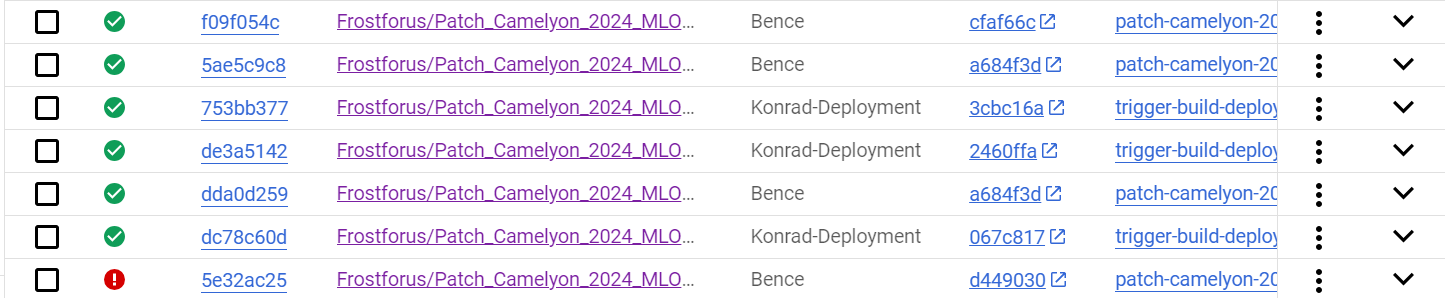 f09f054c Frostforus/Patch_Camelyon_2024_MLO... Bence cfaf66c patch-camelyon-20
5ae5c9c8 Frostforus/Patch_Camelyon_2024_MLO... Bence a684f3d patch-camelyon-20
753bb377 Frostforus/Patch_Camelyon_2024_MLO... Konrad-Deployment 3cbc16a trigger-build-deploy
de3a5142 Frostforus/Patch_Camelyon_2024_MLO... Konrad-Deployment 2460ffa trigger-build-deploy
dda0d259 Frostforus/Patch_Camelyon_2024_MLO... Bence a684f3d patch-camelyon-20
dc78c60d Frostforus/Patch_Camelyon_2024_MLO... Konrad-Deployment 067c817 trigger-build-deploy
5e32ac25 Frostforus/Patch_Camelyon_2024_MLO... Bence d449030 patch-camelyon-20